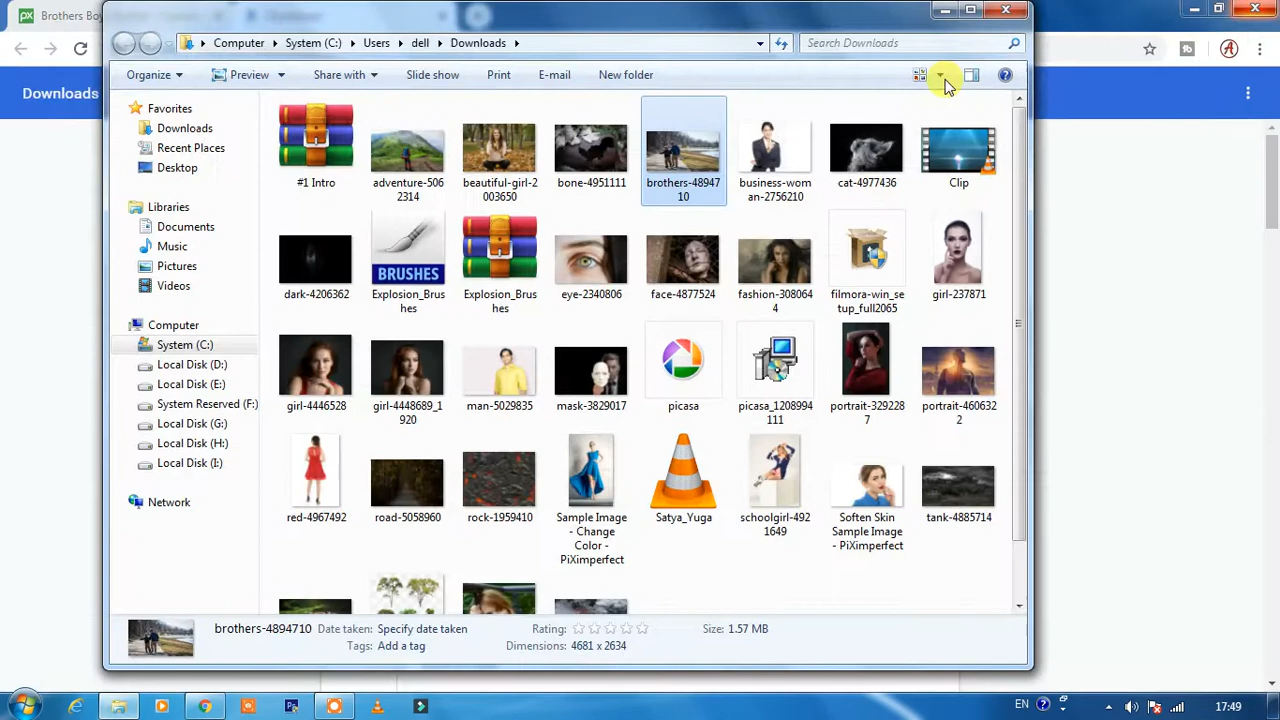 px Brothers Bo
Computer System (C:) Users dell Downloads
Search Downloads
Organize Preview Share with Slide show Print E-mail New folder
Downloads
Favorites
Downloads
Recent Places
Desktop
Libraries
Documents
Music
Pictures
Videos
Computer
System (C:)
Local Disk (D:)
Local Disk (E:)
System Reserved (F:)
Local Disk (G:)
Local Disk (H:)
Local Disk (I:)
Network
#1 Intro
adventure-506
2314
beautiful-girl-2
003650
bone-4951111
brothers-48947
10
business-wom
an-2756210
cat-4977436
Clip
dark-4206362
BRUSHES
Explosion_Brus
hes
Explosion_Brus
hes
eye-2340806
face-4877524
fashion-308064
4
filmora-win_se
tup_full2065
girl-237871
girl-4446528
girl-4448689_1
920
man-5029835
mask-3829017
picasa
picasa_1208994
111
portrait-329228
7
portrait-460632
2
red-4967492
road-5058960
rock-1959410
Sample Image
- Change
Color -
PiXimperfect
Satya_Yuga
schoolgirl-492
1649
Soften Skin
Sample Image
- PiXimperfect
tank-4885714
brothers-4894710 Date taken: Specify date taken Rating: Size: 1.57 MB
Tags: Add a tag Dimensions: 4681 x 2634
EN 17:49